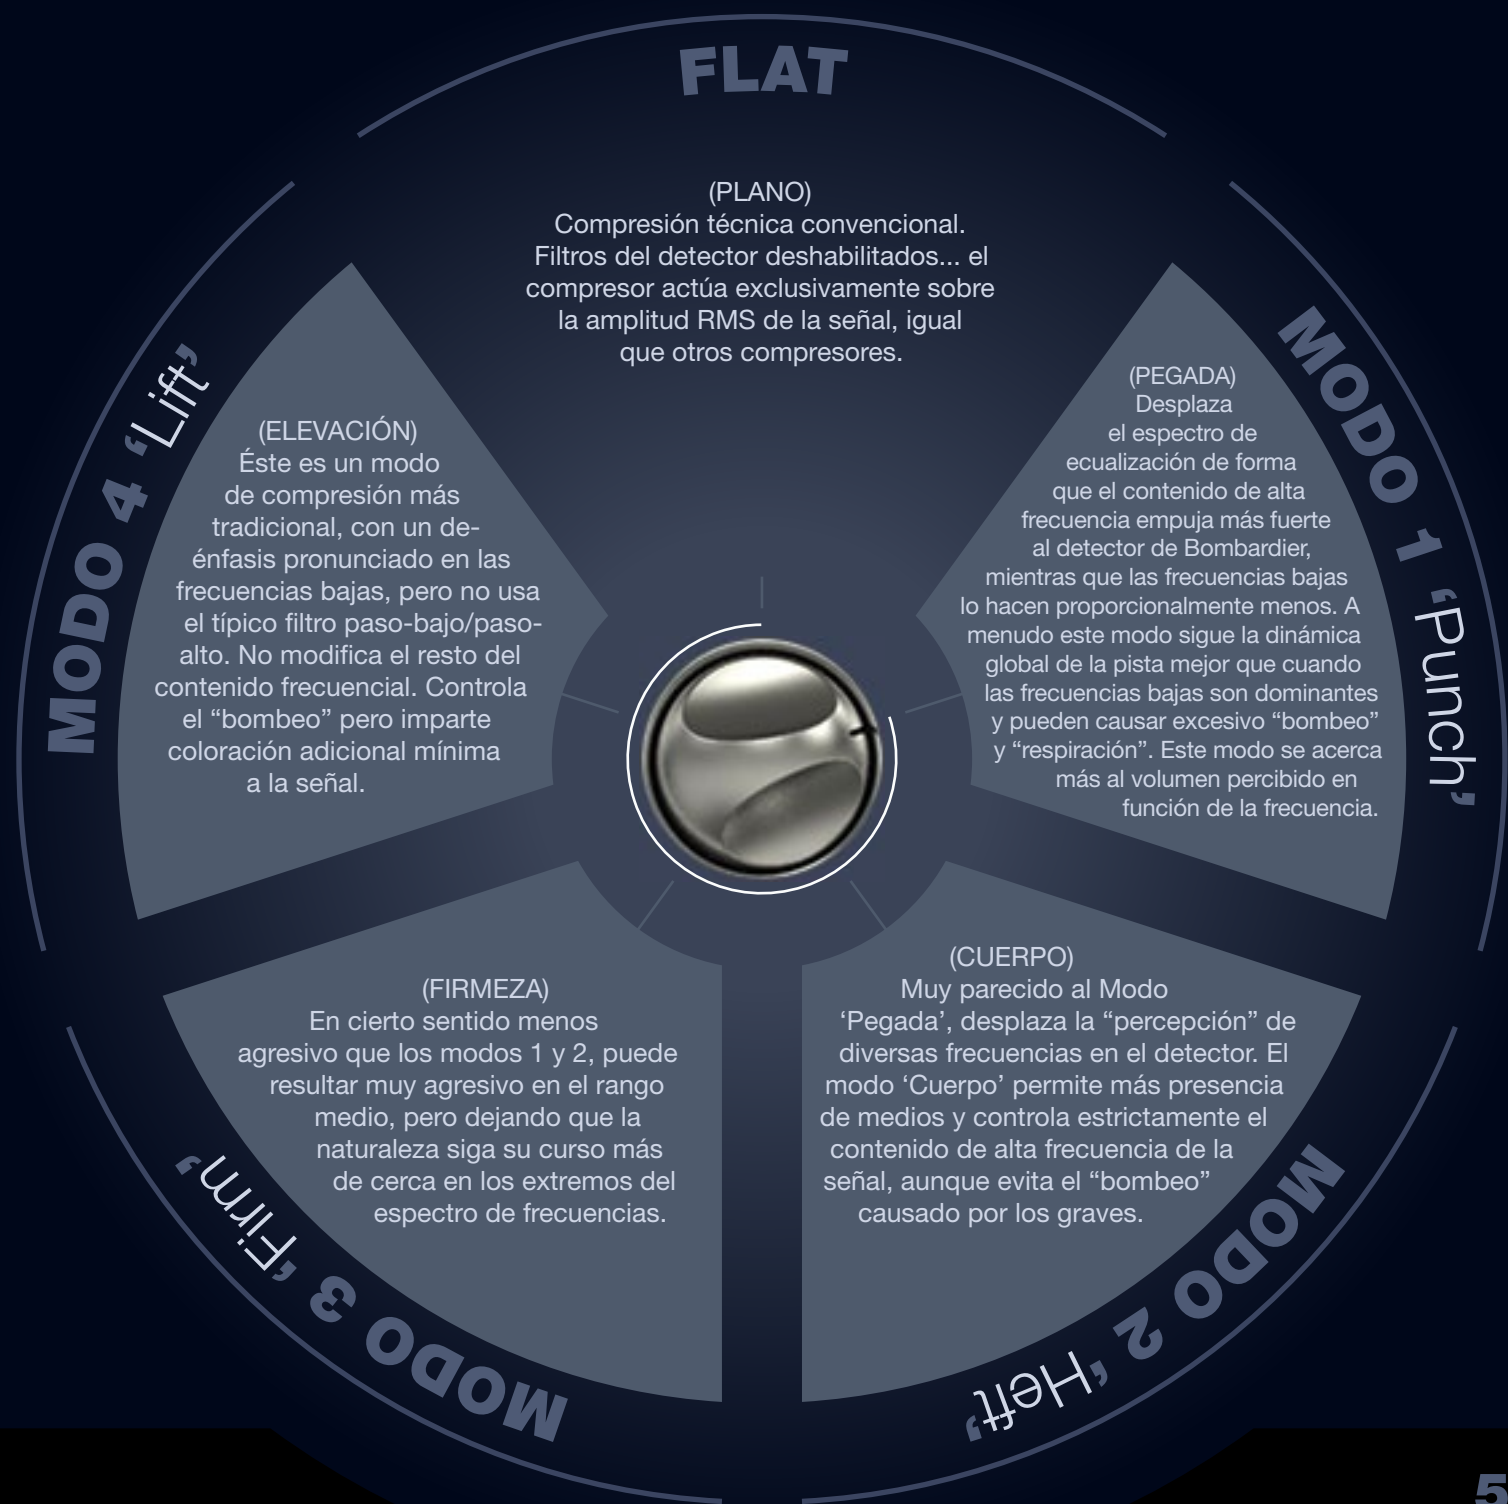 FLAT
(PLANO)
Compresión técnica convencional.
Filtros del detector deshabilitados... el
compresor actúa exclusivamente sobre
la amplitud RMS de la señal, igual
que otros compresores.
MODO 1 ‘Punch’
(PEGADA)
Desplaza
el espectro de
ecualización de forma
que el contenido de alta
frecuencia empuja más fuerte
al detector de Bombardier,
mientras que las frecuencias bajas
lo hacen proporcionalmente menos. A
menudo este modo sigue la dinámica
global de la pista mejor que cuando
las frecuencias bajas son dominantes
y pueden causar excesivo “bombeo”
y “respiración”. Este modo se acerca
más al volumen percibido en
función de la frecuencia.
MODO 2 ‘Heft’
(CUERPO)
Muy parecido al Modo
‘Pegada’, desplaza la “percepción” de
diversas frecuencias en el detector. El
modo ‘Cuerpo’ permite más presencia
de medios y controla estrictamente el
contenido de alta frecuencia de la
señal, aunque evita el “bombeo”
causado por los graves.
MODO 3 ‘Firm’
(FIRMEZA)
En cierto sentido menos
agresivo que los modos 1 y 2, puede
resultar muy agresivo en el rango
medio, pero dejando que la
naturaleza siga su curso más
de cerca en los extremos del
espectro de frecuencias.
MODO 4 ‘Lift’
(ELEVACIÓN)
Éste es un modo
de compresión más
tradicional, con un de-
énfasis pronunciado en las
frecuencias bajas, pero no usa
el típico filtro paso-bajo/paso-
alto. No modifica el resto del
contenido frecuencial. Controla
el “bombeo” pero imparte
coloración adicional mínima
a la señal.
5